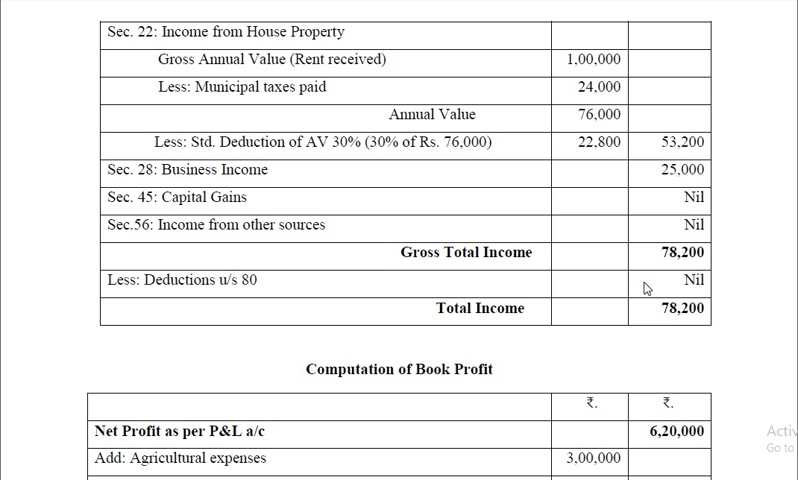 Sec. 22: Income from House Property
Gross Annual Value (Rent received) 1,00,000
Less: Municipal taxes paid 24,000
Annual Value 76,000
Less: Std. Deduction of AV 30% (30% of Rs. 76,000) 22,800 53,200
Sec. 28: Business Income 25,000
Sec. 45: Capital Gains Nil
Sec.56: Income from other sources Nil
Gross Total Income 78,200
Less: Deductions u/s 80 Nil
Total Income 78,200
Computation of Book Profit
₹. ₹.
Net Profit as per P&L a/c 6,20,000
Add: Agricultural expenses 3,00,000
Activ
Go to